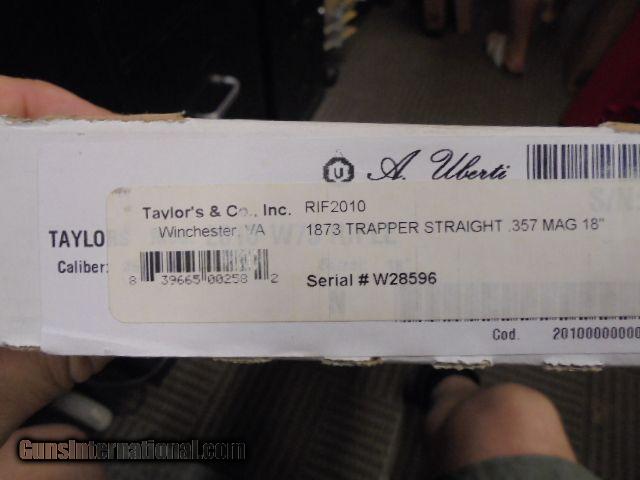 U A. Uberti
S/N
Taylor's & Co., Inc. RIF2010
Winchester, VA 1873 TRAPPER STRAIGHT .357 MAG 18"
TAYLO
Caliber:
8 39665 00258 2
Serial # W28596
Cod. 20100000000
GunsInternational.com